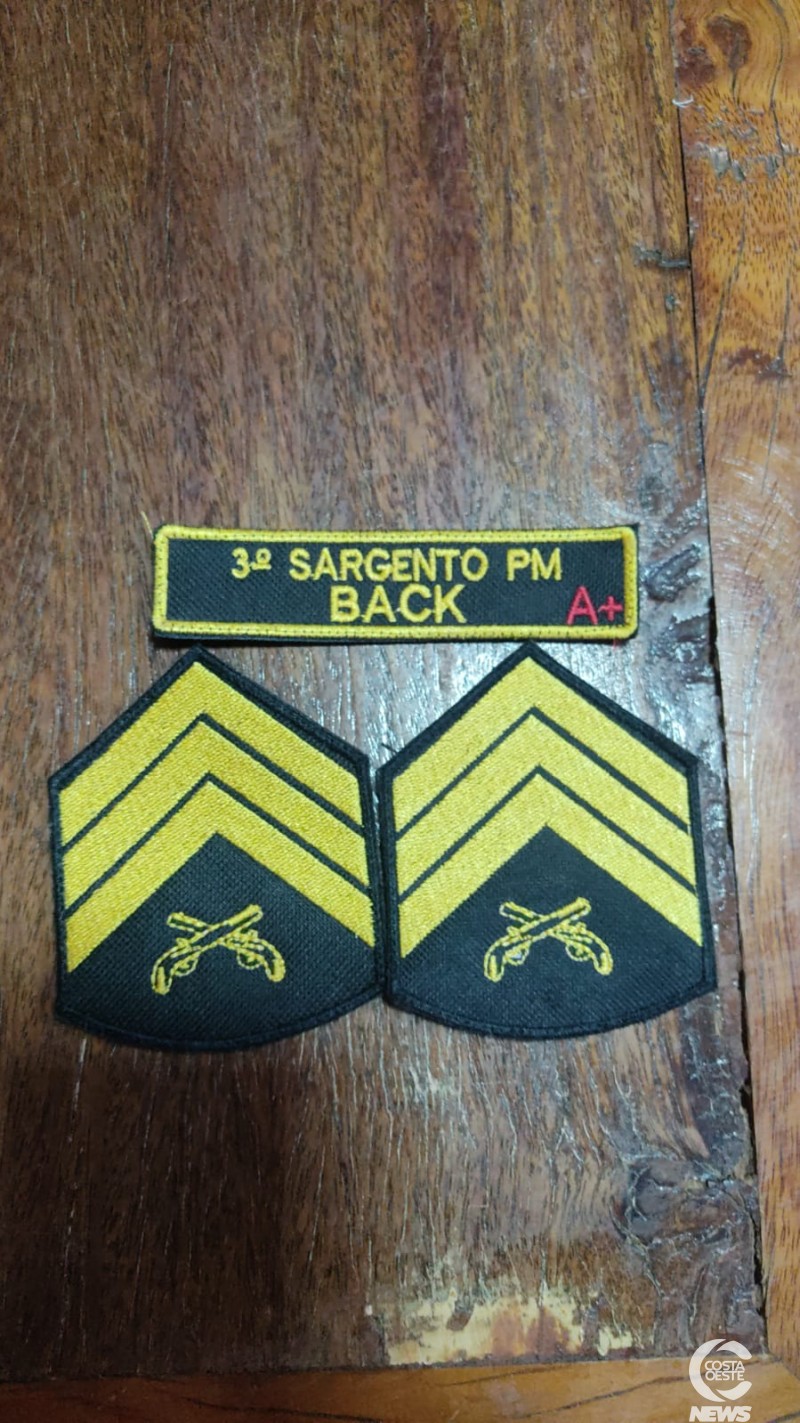 3º SARGENTO PM
BACK A+
COSTA
OESTE
NEWS